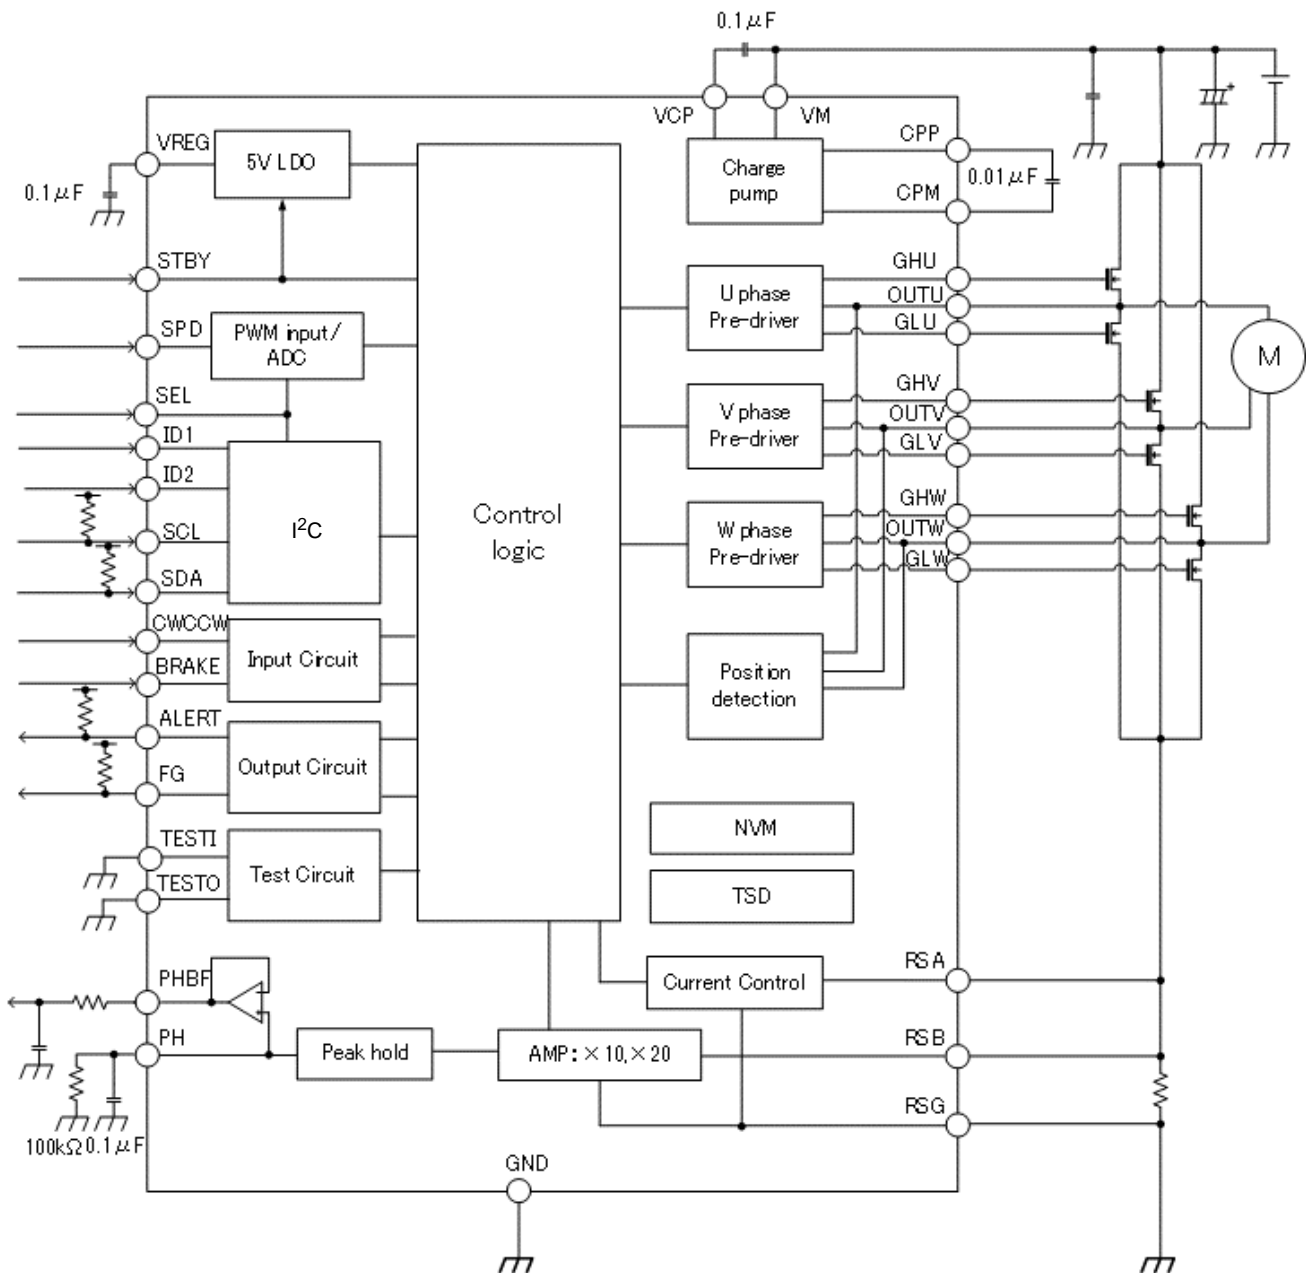 0.1μF
VCP
VM
VREG
5V LDO
0.1μF
Charge
pump
CPP
CPM
0.01μF
STBY
GHU
U phase
Pre-driver
OUTU
GLU
SPD
PWM input/
ADC
M
SEL
GHV
V phase
Pre-driver
OUTV
GLV
ID1
ID2
I²C
SCL
SDA
Control
logic
GHW
W phase
Pre-driver
OUTW
GLW
CWCCW
BRAKE
Input Circuit
Position
detection
ALERT
Output Circuit
FG
NVM
TESTI
Test Circuit
TESTO
TSD
PHBF
Current Control
RSA
PH
Peak hold
AMP:×10,×20
RSB
RSG
100kΩ
0.1μF
GND